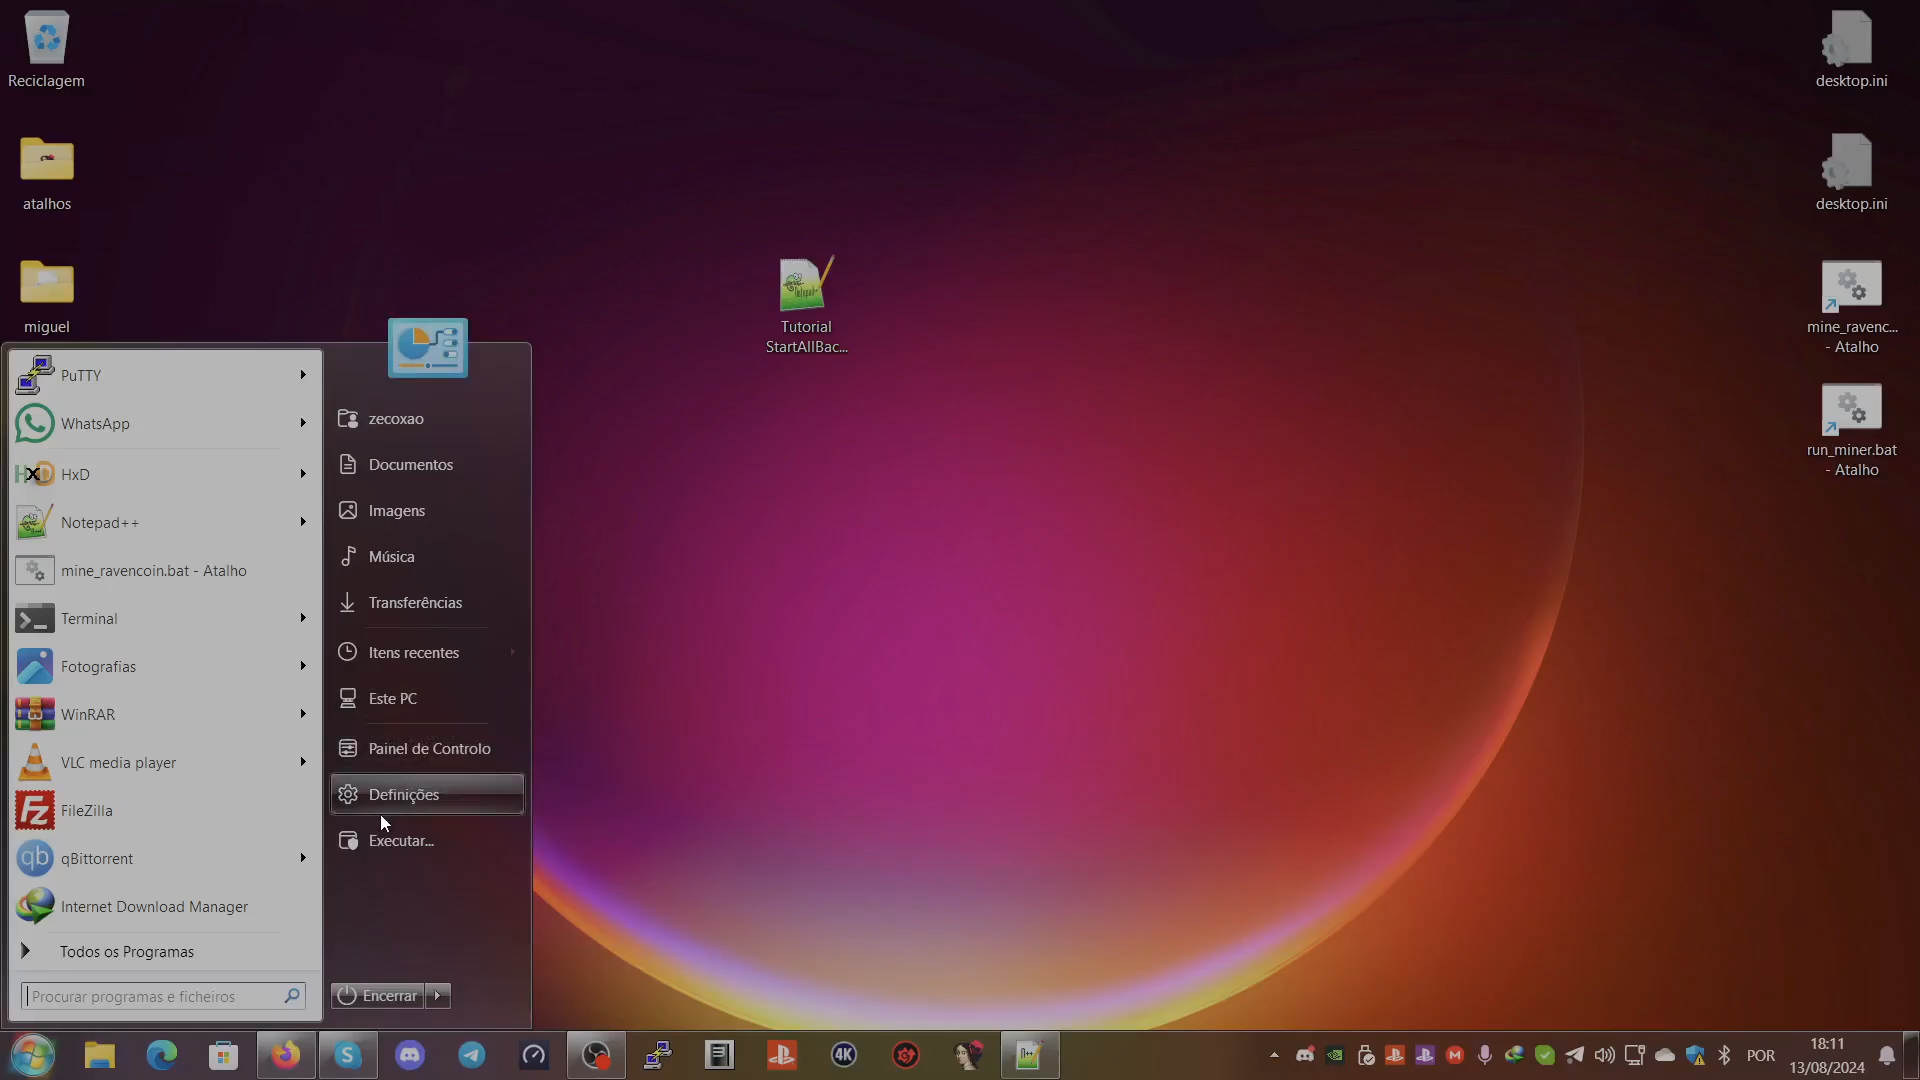 Reciclagem
atalhos
miguel
Tutorial
StartAllBac...
desktop.ini
desktop.ini
mine_ravenc...
- Atalho
run_miner.bat
- Atalho
PuTTY
WhatsApp
HxD
Notepad++
mine_ravencoin.bat - Atalho
Terminal
Fotografias
WinRAR
VLC media player
FileZilla
qBittorrent
Internet Download Manager
Todos os Programas
Procurar programas e ficheiros
zecoxao
Documentos
Imagens
Música
Transferências
Itens recentes
Este PC
Painel de Controlo
Definições
Executar...
Encerrar
4K
POR
18:11
13/08/2024